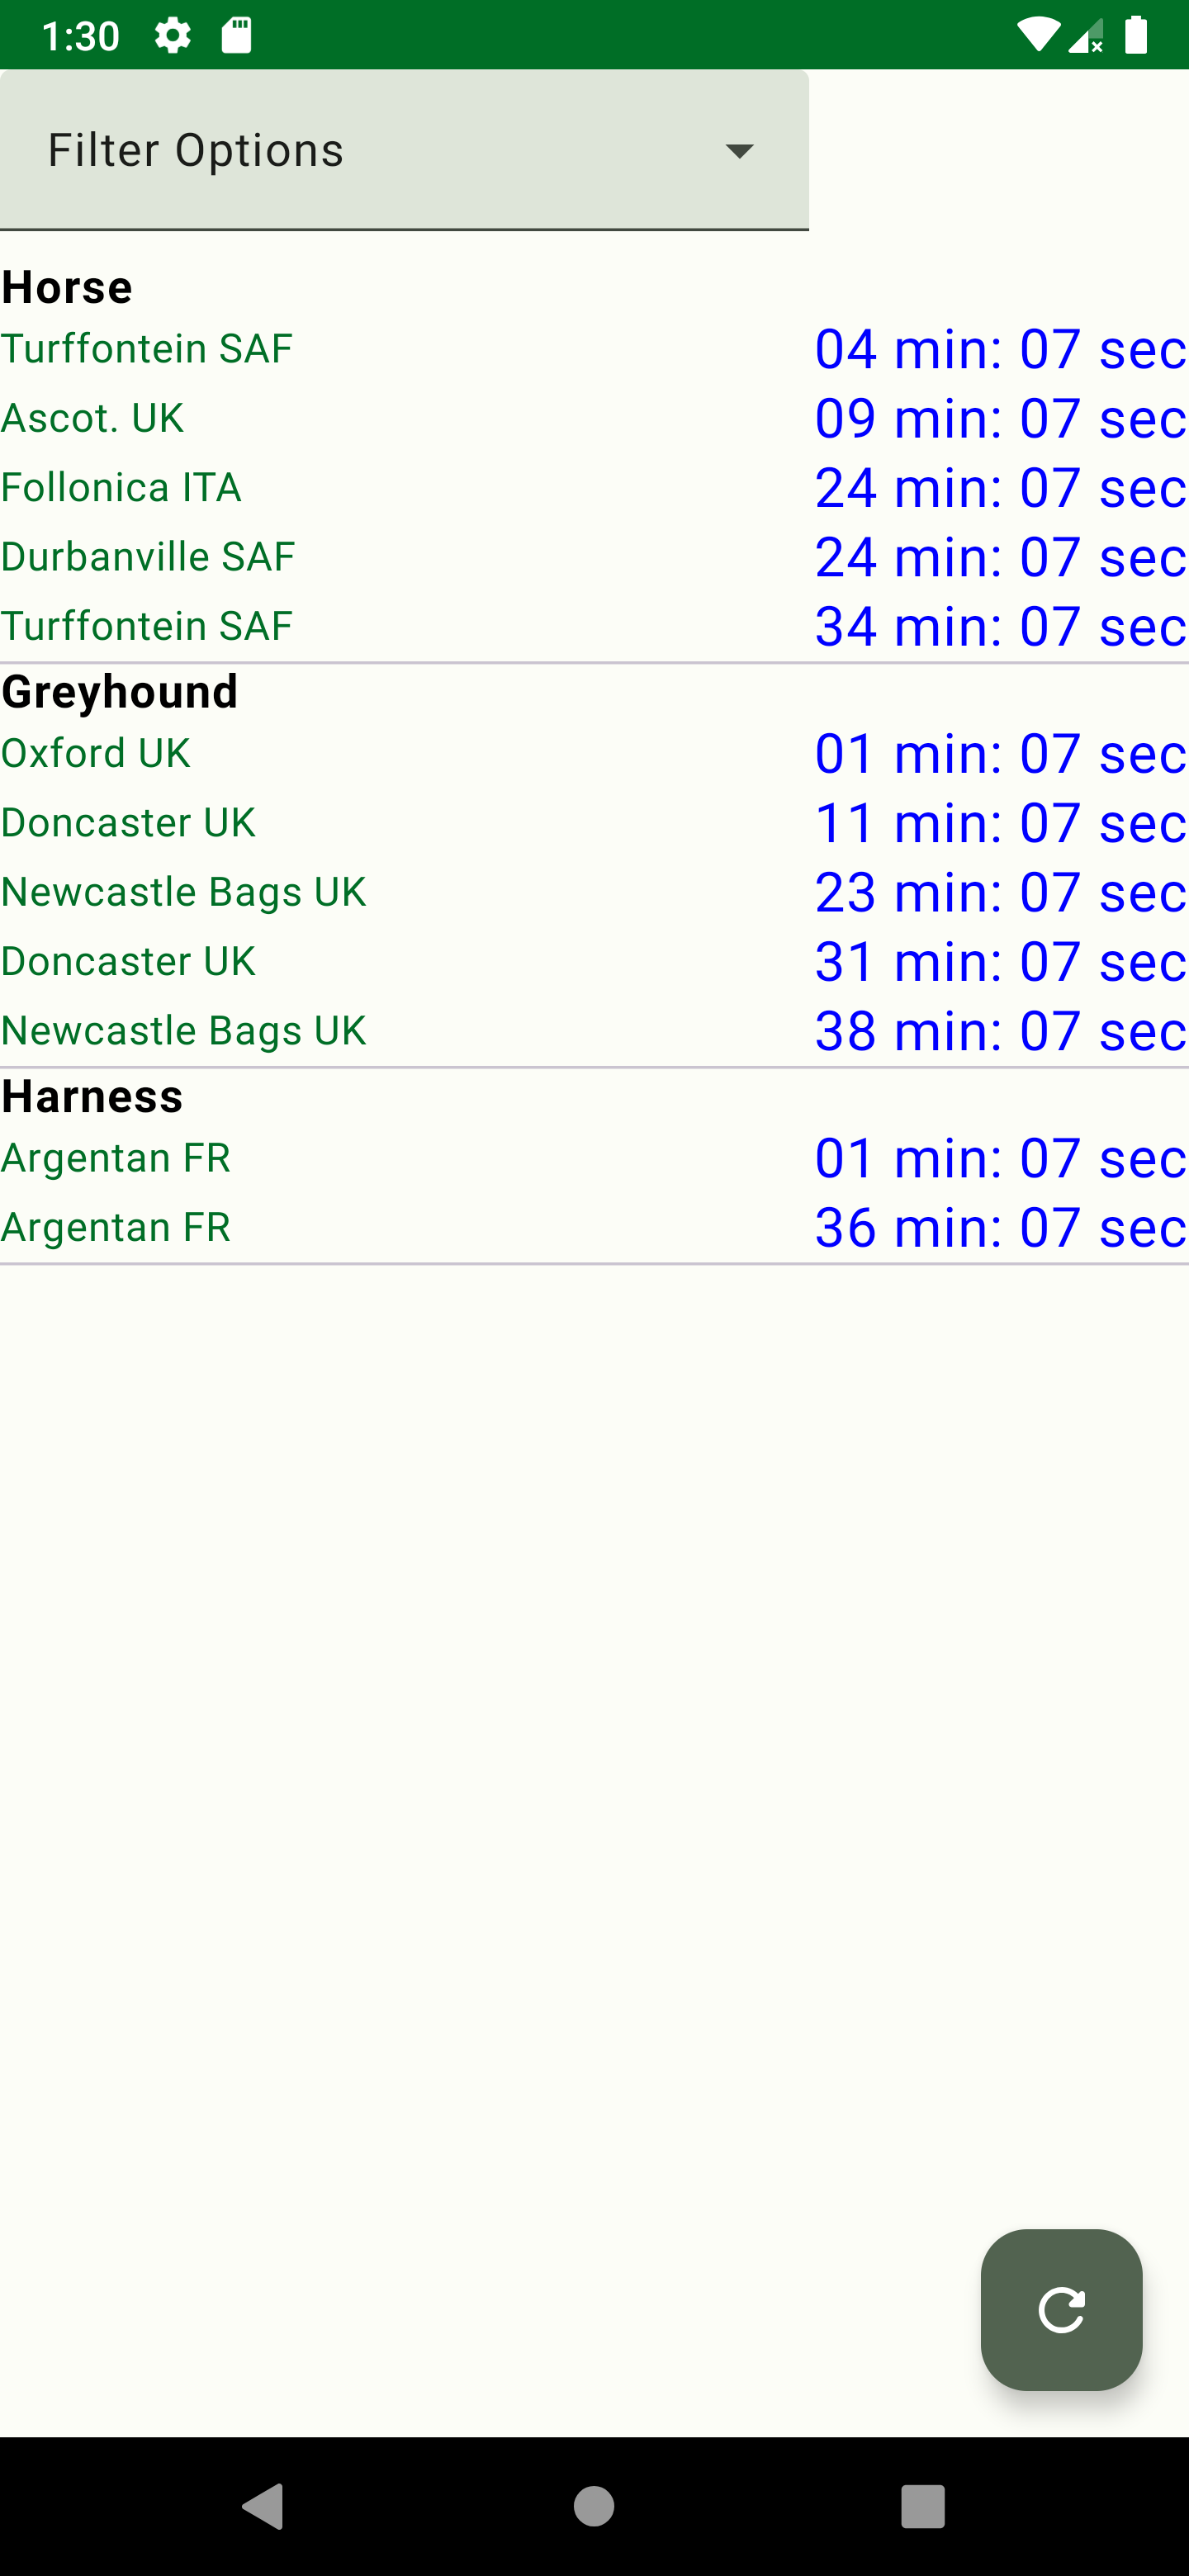 1:30
Filter Options
Horse
Turffontein SAF 04 min: 07 sec
Ascot. UK 09 min: 07 sec
Follonica ITA 24 min: 07 sec
Durbanville SAF 24 min: 07 sec
Turffontein SAF 34 min: 07 sec
Greyhound
Oxford UK 01 min: 07 sec
Doncaster UK 11 min: 07 sec
Newcastle Bags UK 23 min: 07 sec
Doncaster UK 31 min: 07 sec
Newcastle Bags UK 38 min: 07 sec
Harness
Argentan FR 01 min: 07 sec
Argentan FR 36 min: 07 sec